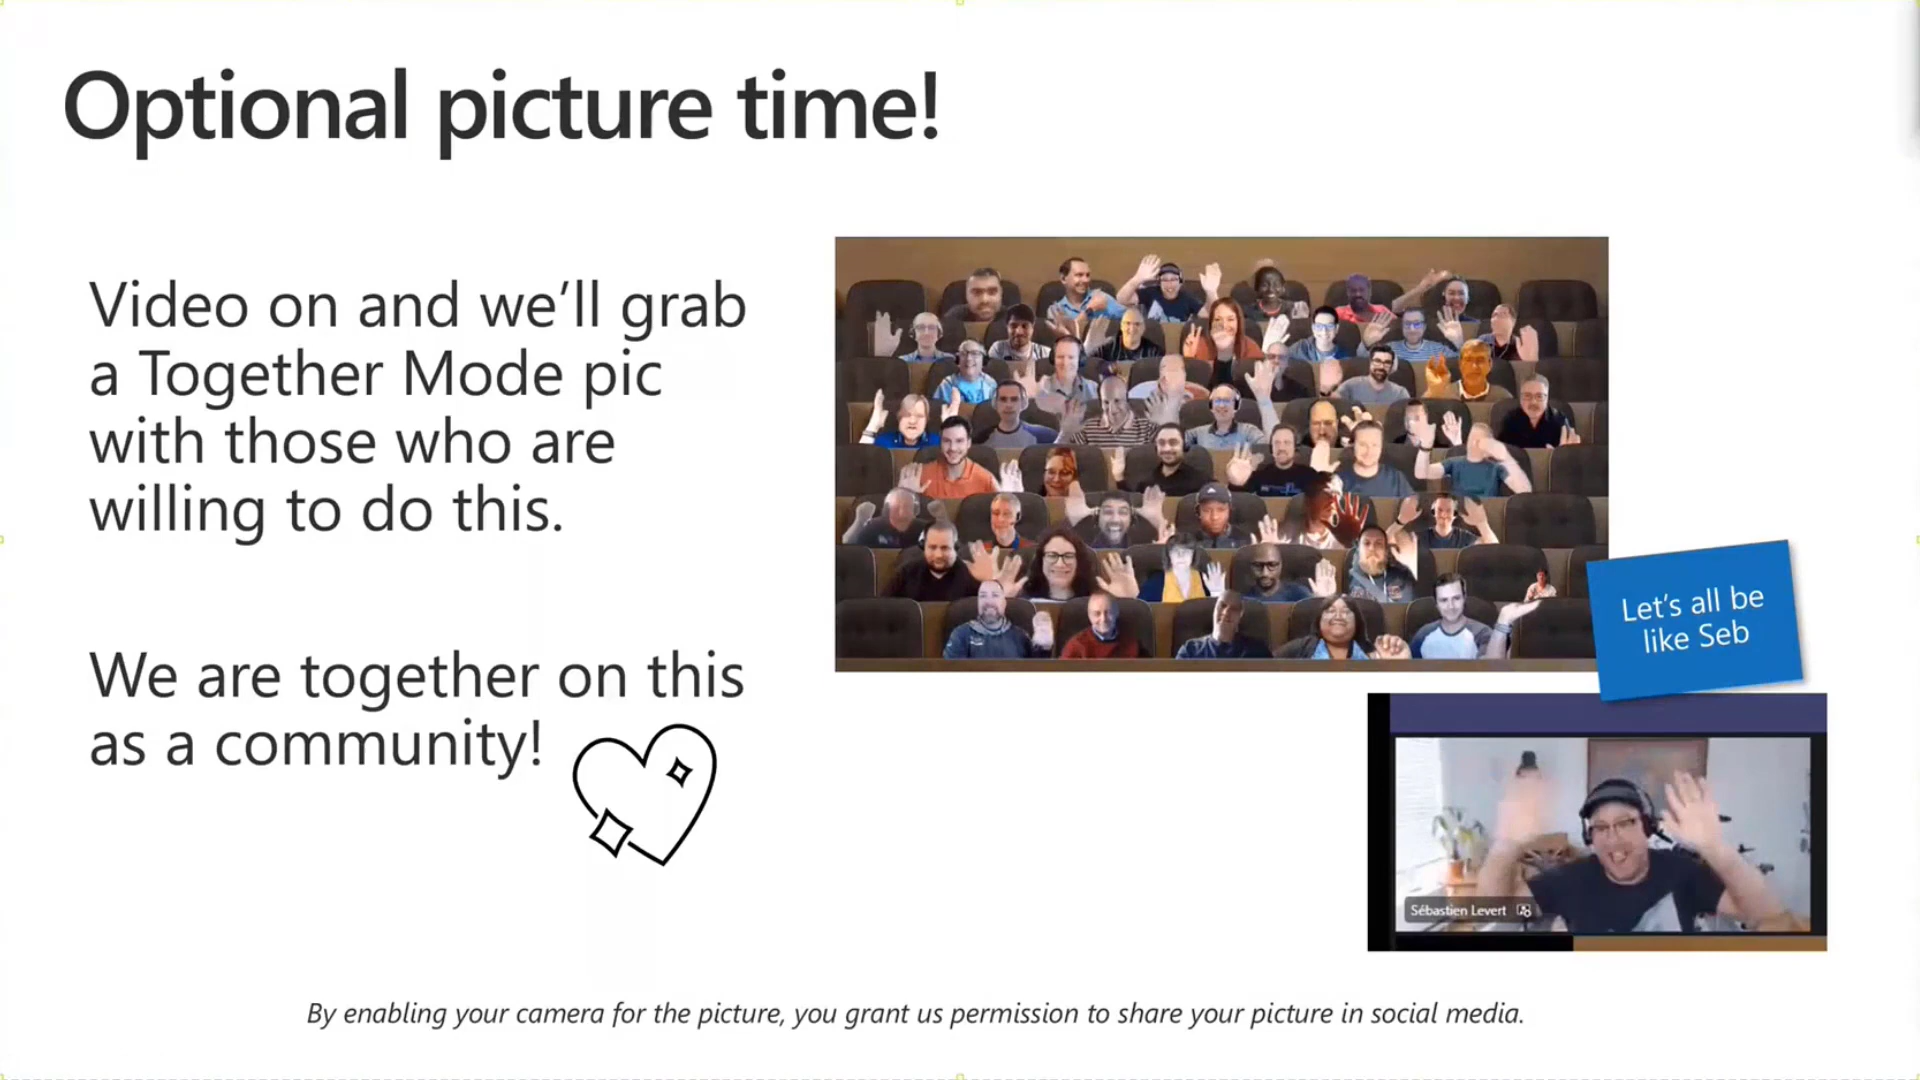 Optional picture time!
Video on and we’ll grab
a Together Mode pic
with those who are
willing to do this.
We are together on this
as a community!
Let’s all be
like Seb
Sébastien Levert
By enabling your camera for the picture, you grant us permission to share your picture in social media.